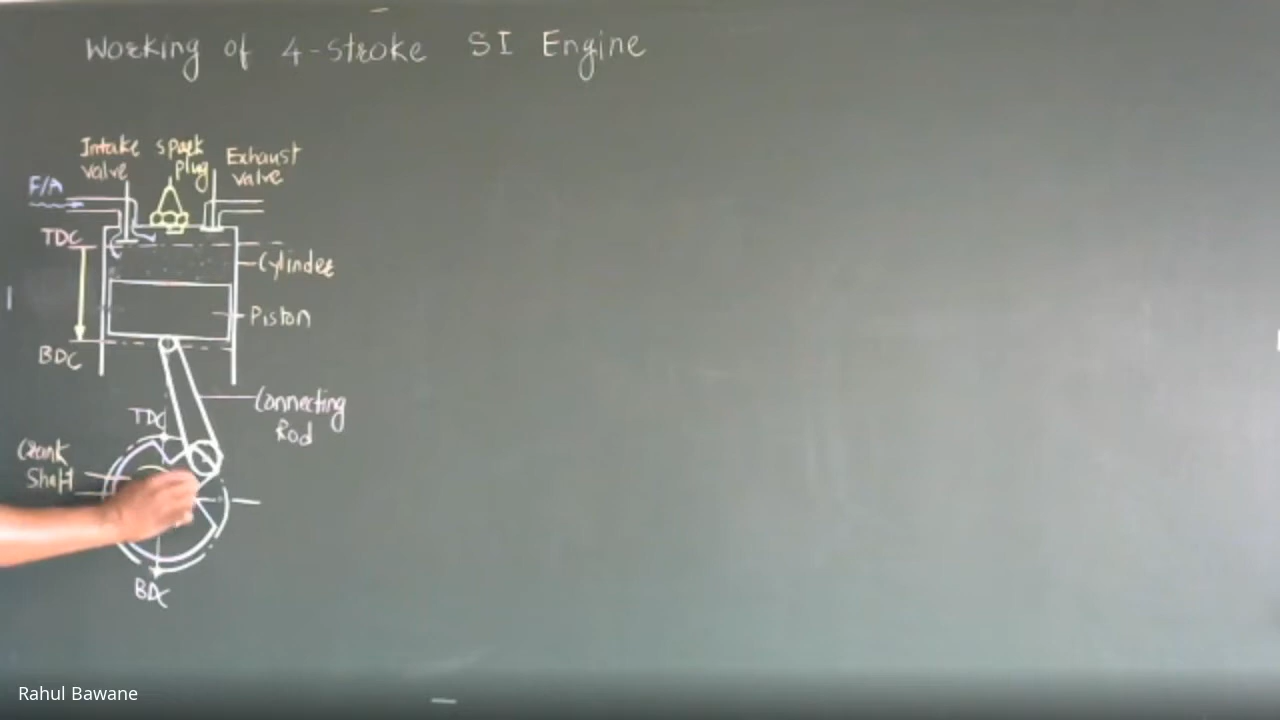 Working of 4-Stroke SI Engine
Intake
valve
Spark
plug
Exhaust
valve
F/A
TDC
Cylinder
Piston
BDC
Connecting
Rod
TDC
Crank
Shaft
BDC
Rahul Bawane